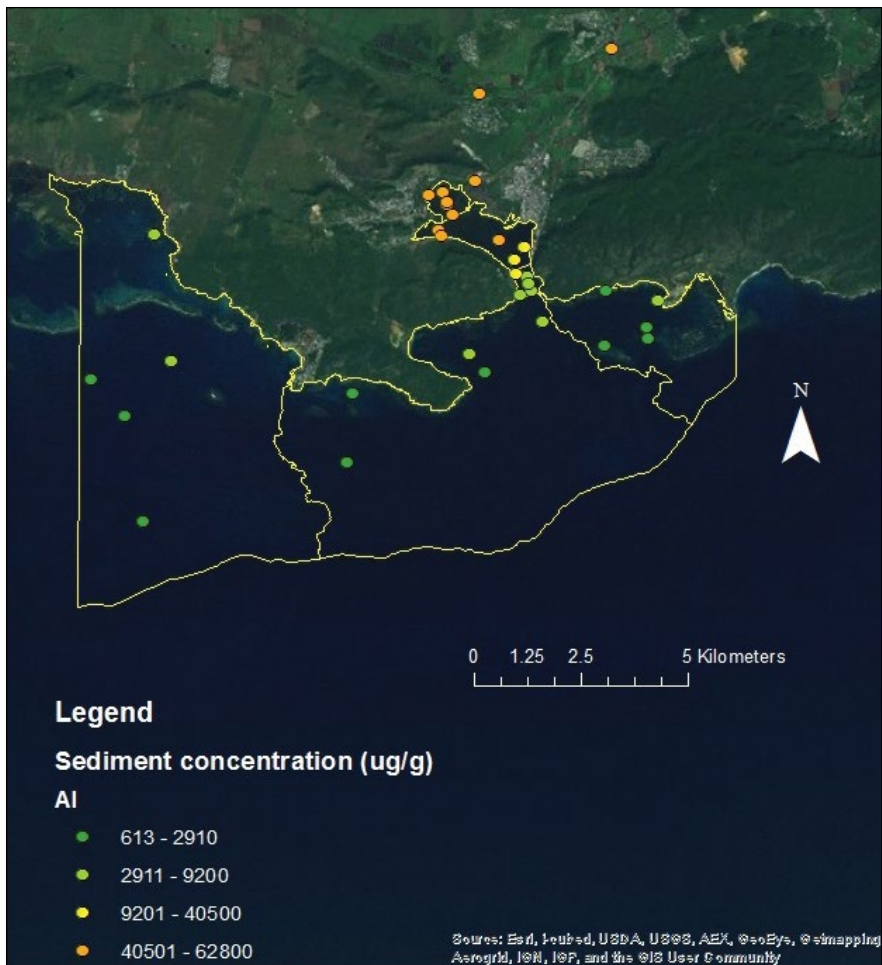 N
0 1.25 2.5 5 Kilometers
Legend
Sediment concentration (ug/g)
Al
613 - 2910
2911 - 9200
9201 - 40500
40501 - 62800
Source: Esri, i-cubed, USDA, USGS, AEX, GeoEye, Getmapping,
Aerogrid, IGN, IGP, and the GIS User Community